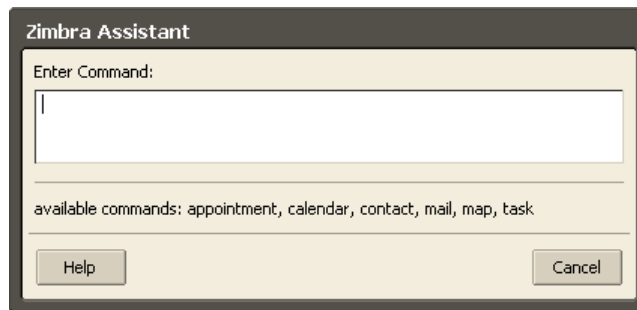 Zimbra Assistant
Enter Command:
available commands: appointment, calendar, contact, mail, map, task
Help
Cancel